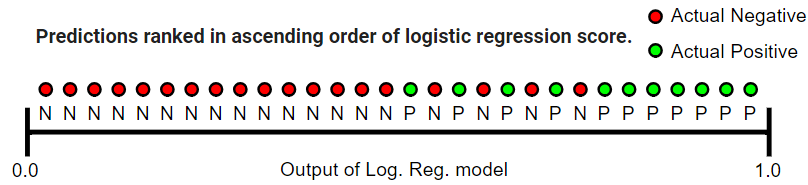 Actual Negative
Predictions ranked in ascending order of logistic regression score.
Actual Positive
N N N N N N N N N N N N N N N P N P N P N P N P P P P P P P
0.0 Output of Log. Reg. model 1.0